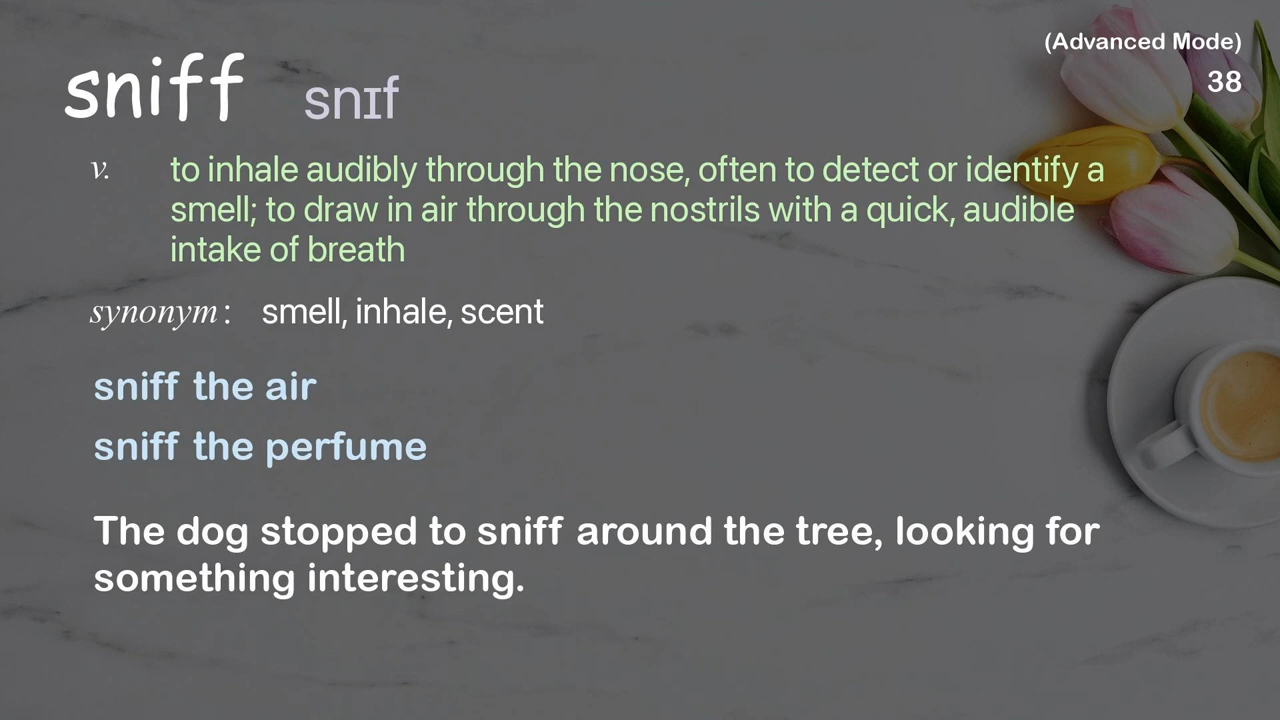 (Advanced Mode)
38
sniff snɪf
v. to inhale audibly through the nose, often to detect or identify a
smell; to draw in air through the nostrils with a quick, audible
intake of breath
synonym: smell, inhale, scent
sniff the air
sniff the perfume
The dog stopped to sniff around the tree, looking for
something interesting.